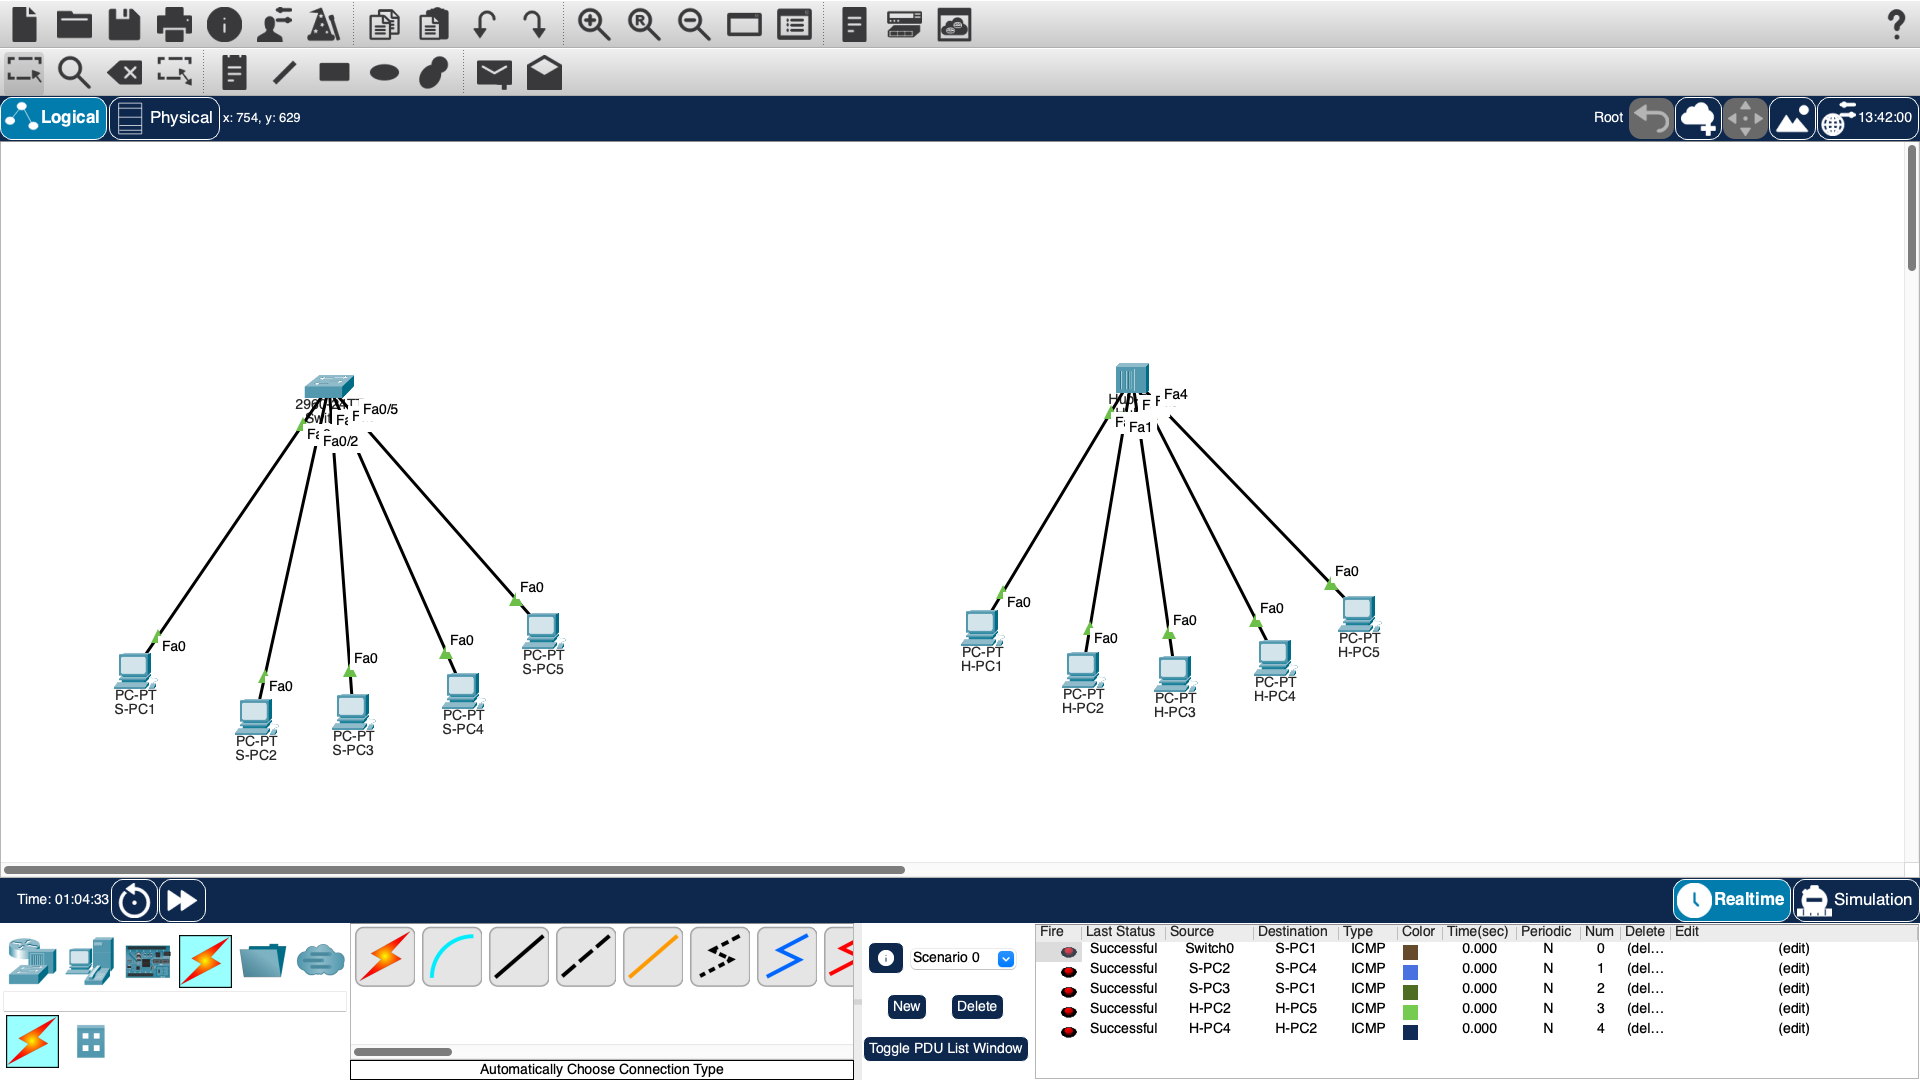 Logical
Physical
x: 754, y: 629
Root
13:42:00
Fa0/5
Fa0/2
Fa0
PC-PT
S-PC1
Fa0
PC-PT
S-PC2
Fa0
PC-PT
S-PC3
Fa0
PC-PT
S-PC4
Fa0
PC-PT
S-PC5
Fa4
Fa1
Fa0
PC-PT
H-PC1
Fa0
PC-PT
H-PC2
Fa0
PC-PT
H-PC3
Fa0
PC-PT
H-PC4
Fa0
PC-PT
H-PC5
Time: 01:04:33
Realtime
Simulation
Automatically Choose Connection Type
Scenario 0
New
Delete
Toggle PDU List Window
Fire Last Status Source Destination Type Color Time(sec) Periodic Num Delete Edit
Successful Switch0 S-PC1 ICMP 0.000 N 0 (del... (edit)
Successful S-PC2 S-PC4 ICMP 0.000 N 1 (del... (edit)
Successful S-PC3 S-PC1 ICMP 0.000 N 2 (del... (edit)
Successful H-PC2 H-PC5 ICMP 0.000 N 3 (del... (edit)
Successful H-PC4 H-PC2 ICMP 0.000 N 4 (del... (edit)